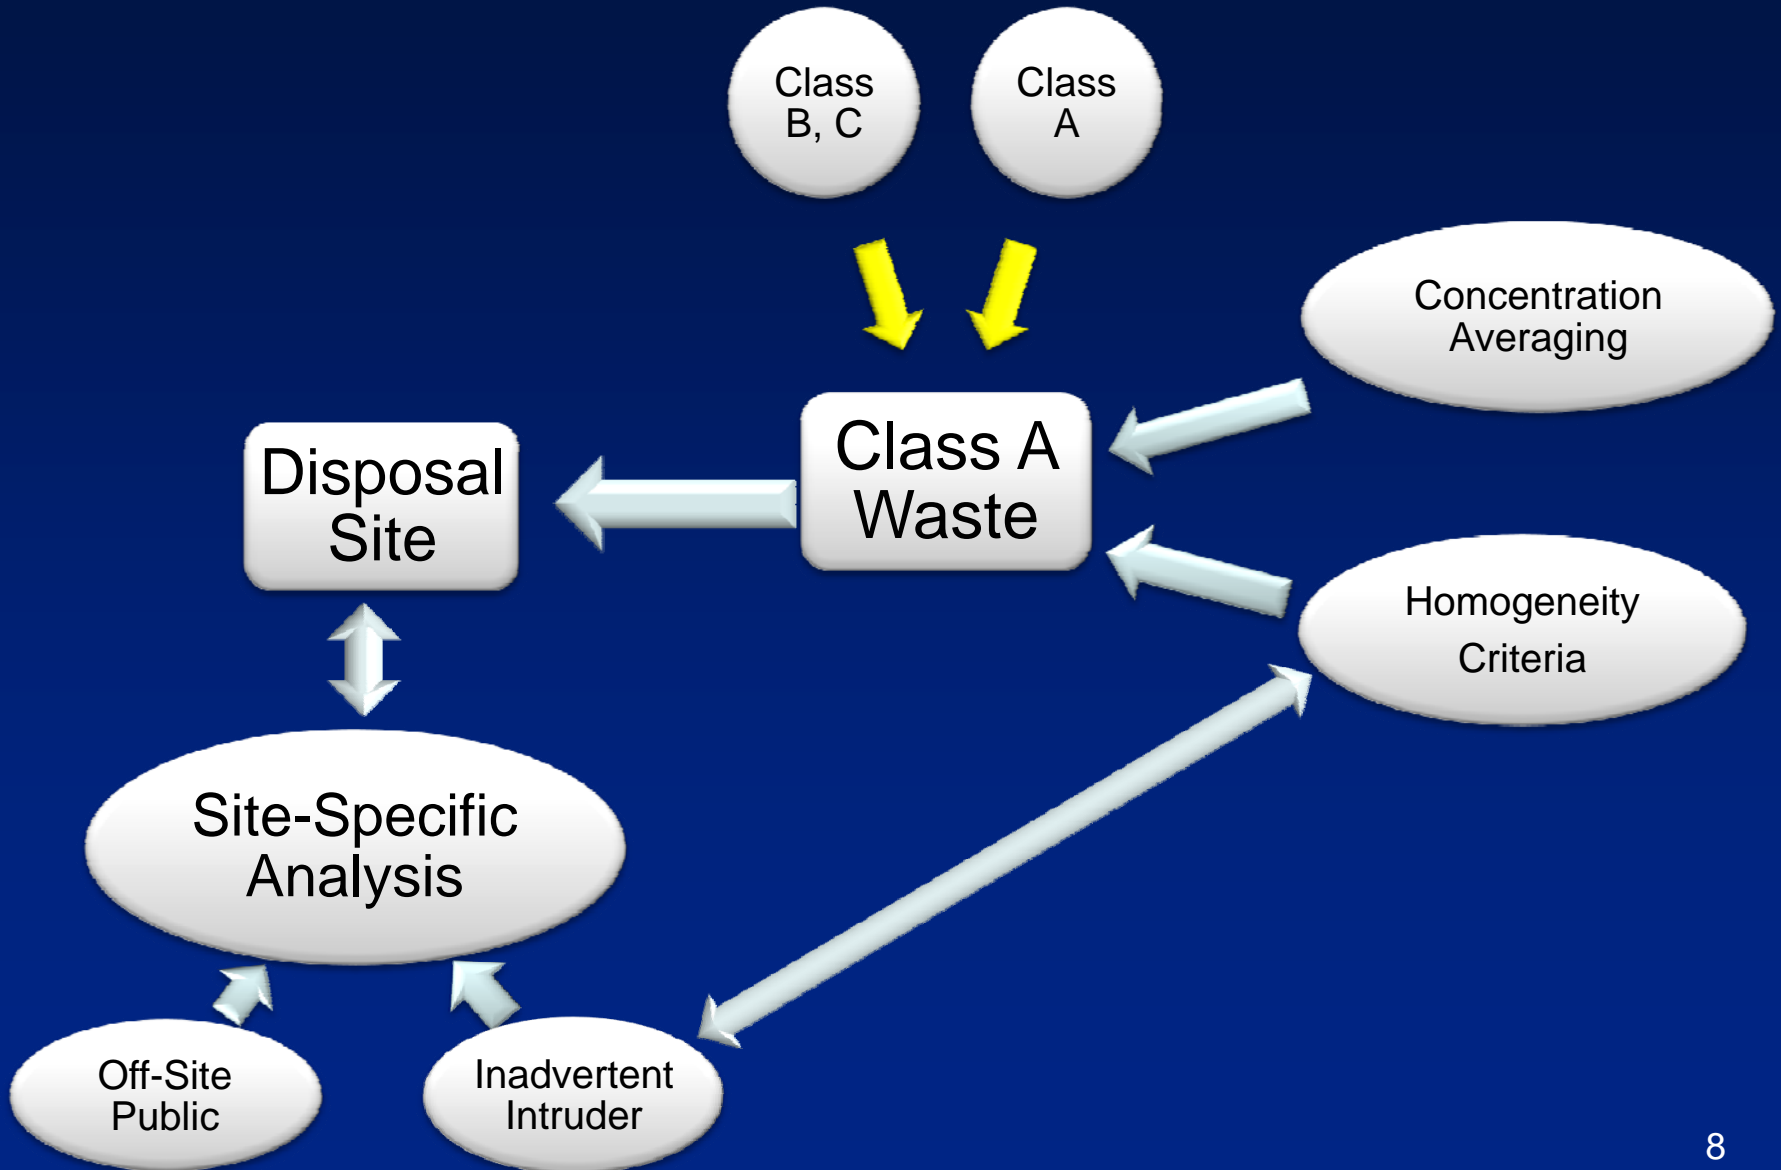 Class
B, C
Class
A
Concentration
Averaging
Class A
Waste
Disposal
Site
Homogeneity
Criteria
Site-Specific
Analysis
Off-Site
Public
Inadvertent
Intruder
8